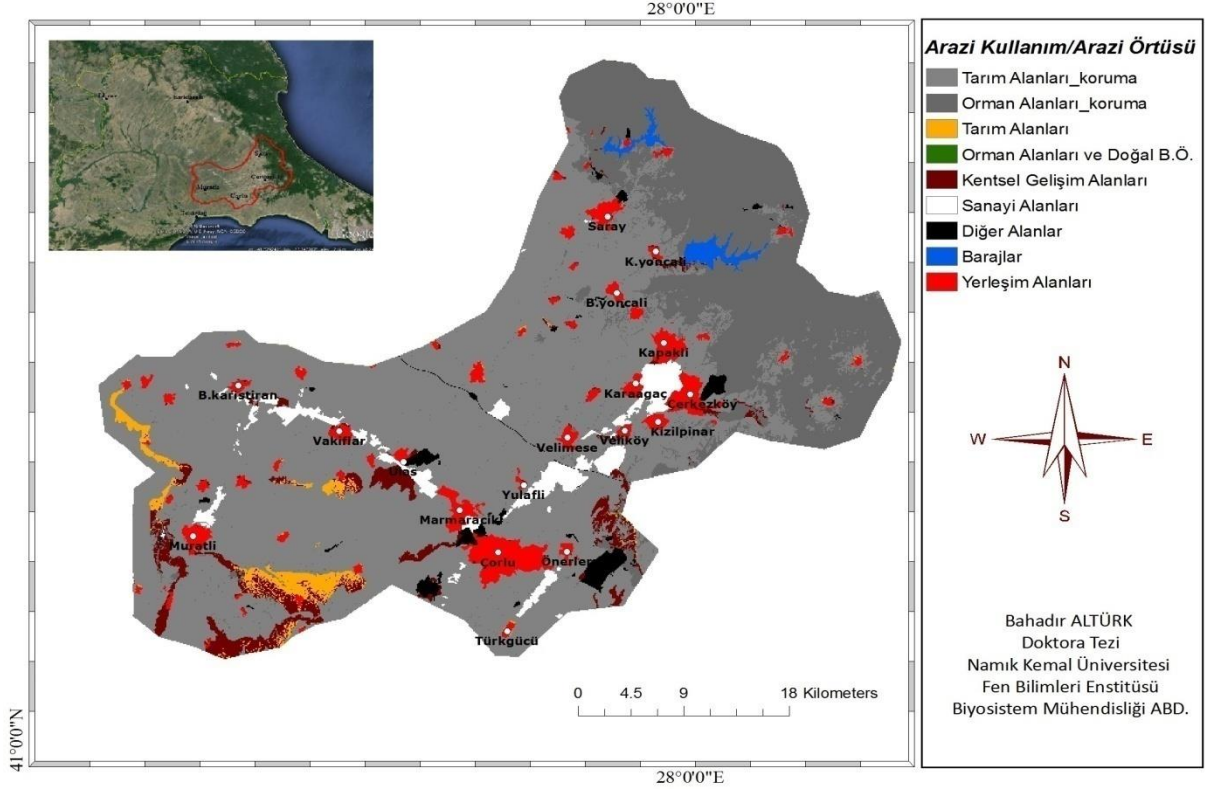 28°0'0"E
Arazi Kullanım/Arazi Örtüsü
Tarım Alanları_koruma
Orman Alanları_koruma
Tarım Alanları
Orman Alanları ve Doğal B.Ö.
Kentsel Gelişim Alanları
Sanayi Alanları
Diğer Alanlar
Barajlar
Yerleşim Alanları
Saray
K.yoncali
B.yoncali
Kapakli
B.karistiran
Karaagaç
Çerkezköy
Vakiflar
Velimese
Veliköy
Kizilpinar
Yulafli
Marmaracik
Muratli
Çorlu
Önerler
Türkgücü
N
W
E
S
0 4.5 9 18 Kilometers
Bahadır ALTÜRK
Doktora Tezi
Namık Kemal Üniversitesi
Fen Bilimleri Enstitüsü
Biyosistem Mühendisliği ABD.
41°0'0"N
28°0'0"E